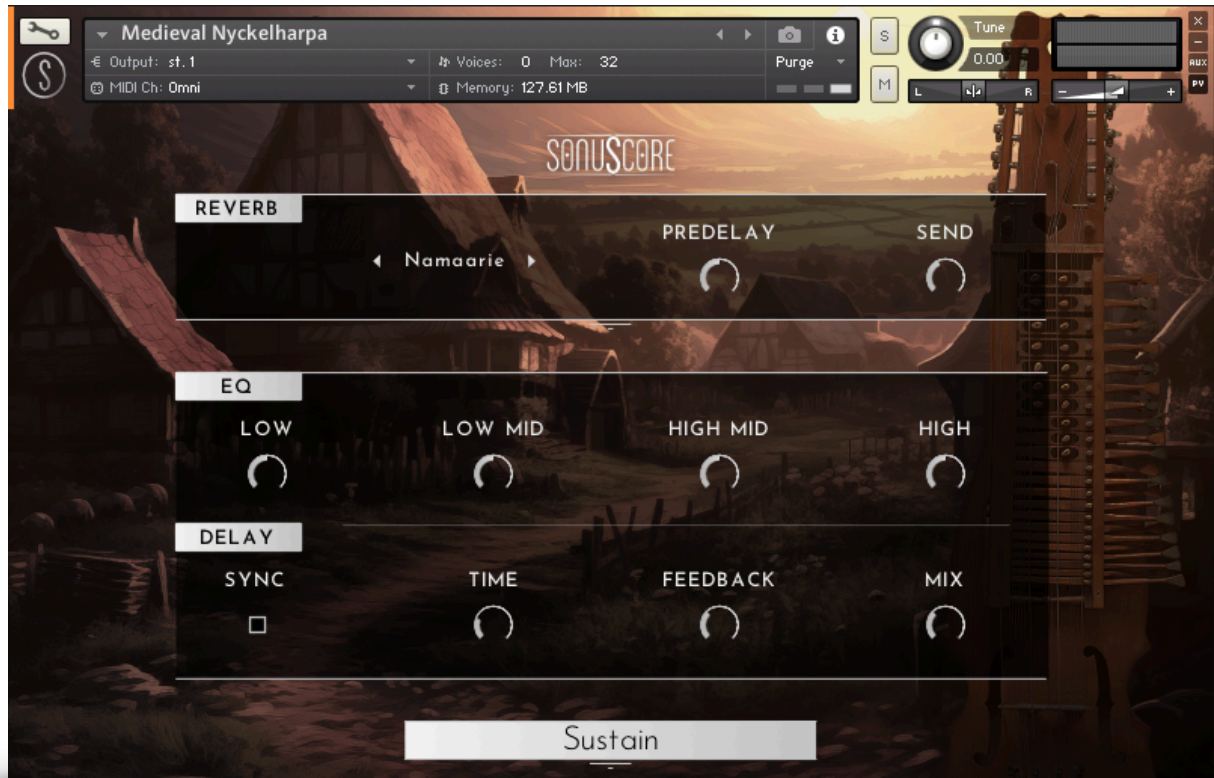 Medieval Nyckelharpa
Output: st. 1
Voices: 0 Max: 32
Purge
MIDI Ch: Omni
Memory: 127.61 MB
S
M
Tune
0.00
L R
- +
×
-
AUX
PV
S
SONUSCORE
REVERB
Namaarie
PREDELAY
SEND
EQ
LOW
LOW MID
HIGH MID
HIGH
DELAY
SYNC
TIME
FEEDBACK
MIX
Sustain